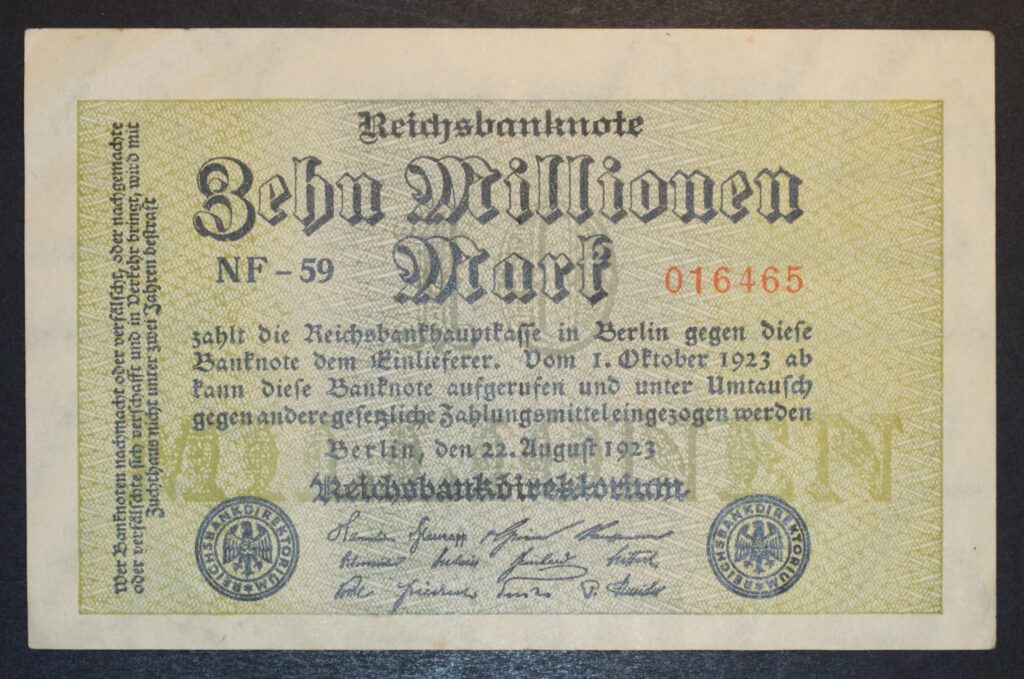 Reichsbanknote
Zehn Millionen
Mark
NF-59
016465
zahlt die Reichsbankhauptkasse in Berlin gegen diese
Banknote dem Einlieferer. Vom 1. Oktober 1923 ab
kann diese Banknote aufgerufen und unter Umtausch
gegen andere gesetzliche Zahlungsmittel eingezogen werden
Berlin, den 22. August 1923
Reichsbankdirektorium
REICHSBANKDIREKTORIUM
REICHSBANKDIREKTORIUM
Wer Banknoten nachmacht oder verfälscht, oder nachgemachte
oder verfälschte sich verschafft und in Verkehr bringt, wird mit
Zuchthaus nicht unter zwei Jahren bestraft